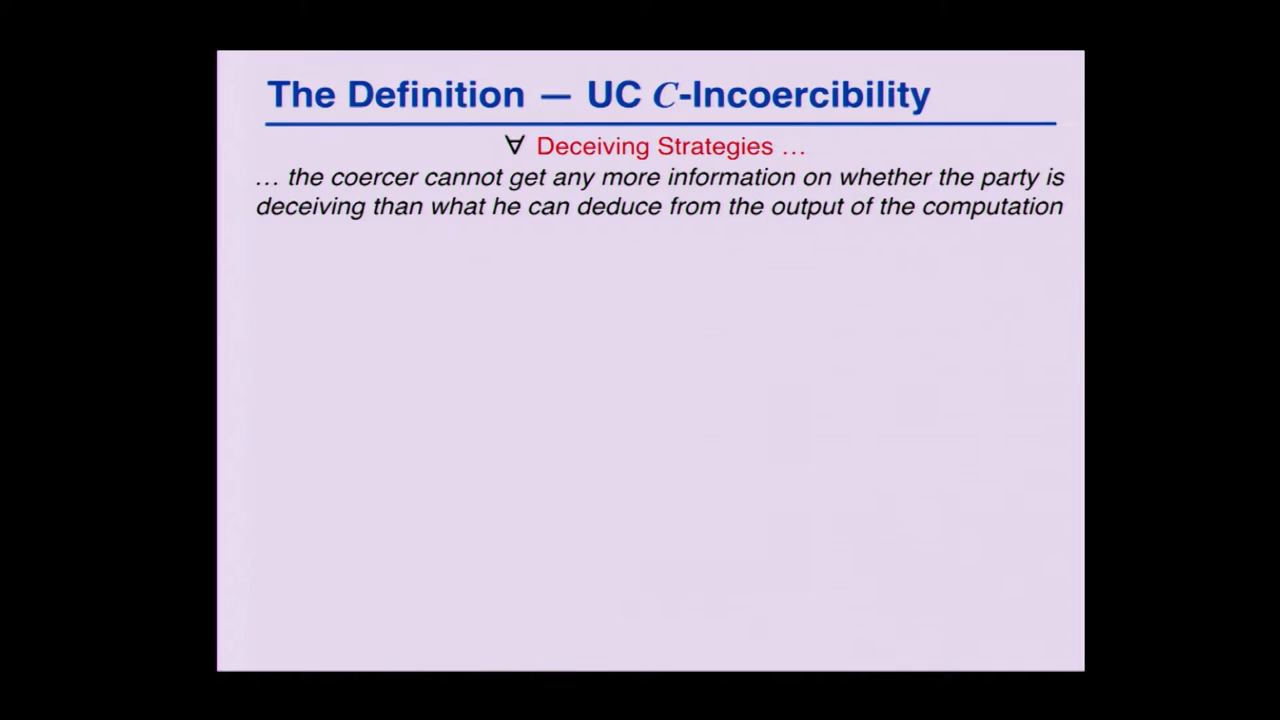 The Definition — UC C-Incoercibility
∀ Deceiving Strategies …
… the coercer cannot get any more information on whether the party is
deceiving than what he can deduce from the output of the computation